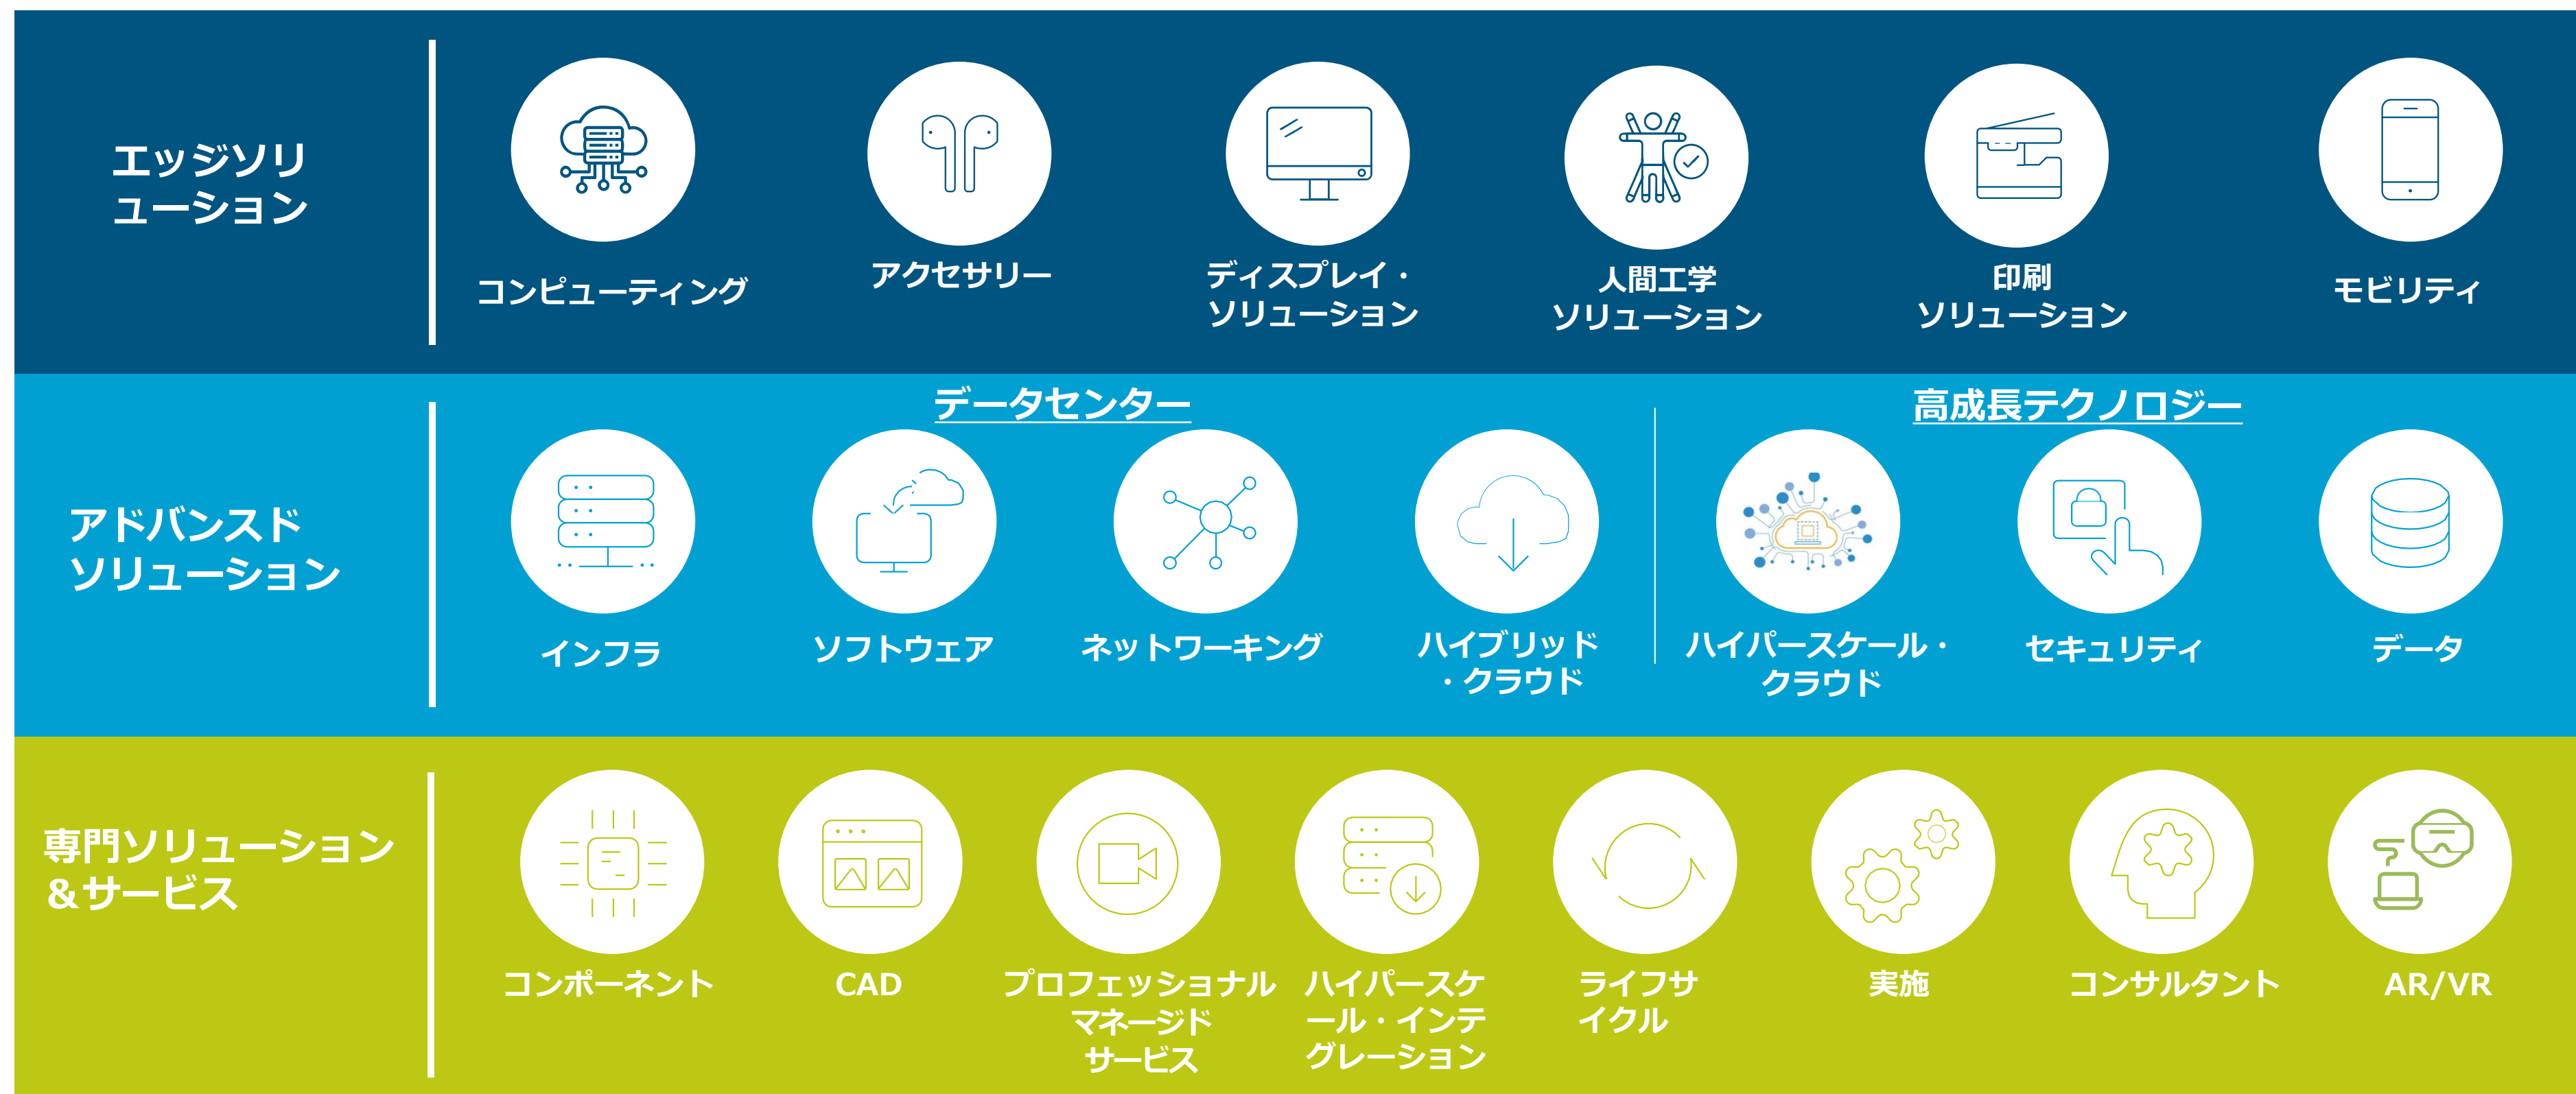 エッジソリ
ューション
コンピューティング
アクセサリー
ディスプレイ・
ソリューション
人間工学
ソリューション
印刷
ソリューション
モビリティ
アドバンスド
ソリューション
データセンター
インフラ
ソフトウェア
ネットワーキング
ハイブリッド
・クラウド
高成長テクノロジー
ハイパースケール・
クラウド
セキュリティ
データ
専門ソリューション
＆サービス
コンポーネント
CAD
プロフェッショナル
マネージド
サービス
ハイパースケ
ール・インテ
グレーション
ライフサ
イクル
実施
コンサルタント
AR/VR